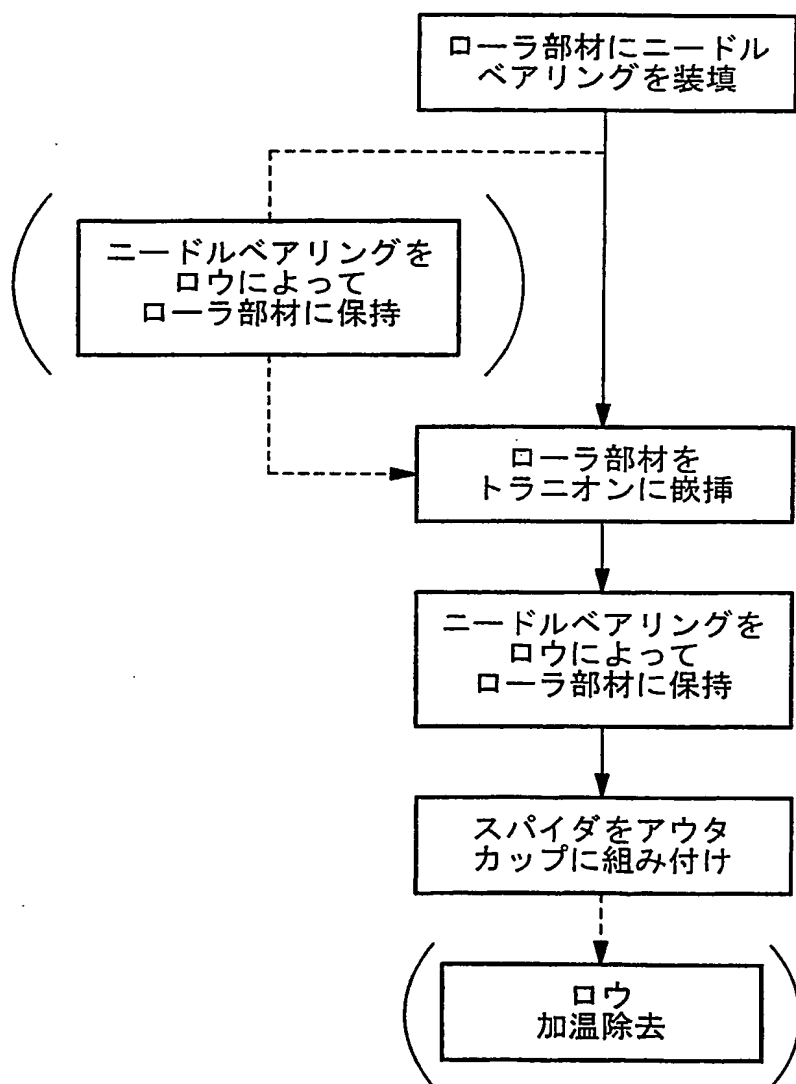 ローラ部材にニードル
ベアリングを装填
ニードルベアリングを
ロウによって
ローラ部材に保持
ローラ部材を
トラニオンに嵌挿
ニードルベアリングを
ロウによって
ローラ部材に保持
スパイダをアウタ
カップに組み付け
ロウ
加温除去